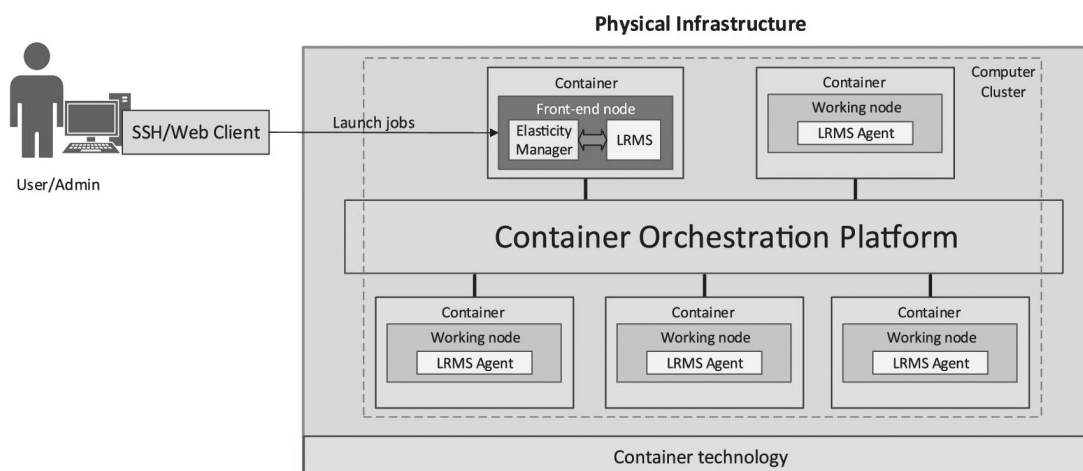 Physical Infrastructure
Computer
Cluster
Container
Front-end node
Elasticity
Manager
LRMS
Container
Working node
LRMS Agent
SSH/Web Client
Launch jobs
User/Admin
Container Orchestration Platform
Container
Working node
LRMS Agent
Container
Working node
LRMS Agent
Container
Working node
LRMS Agent
Container technology